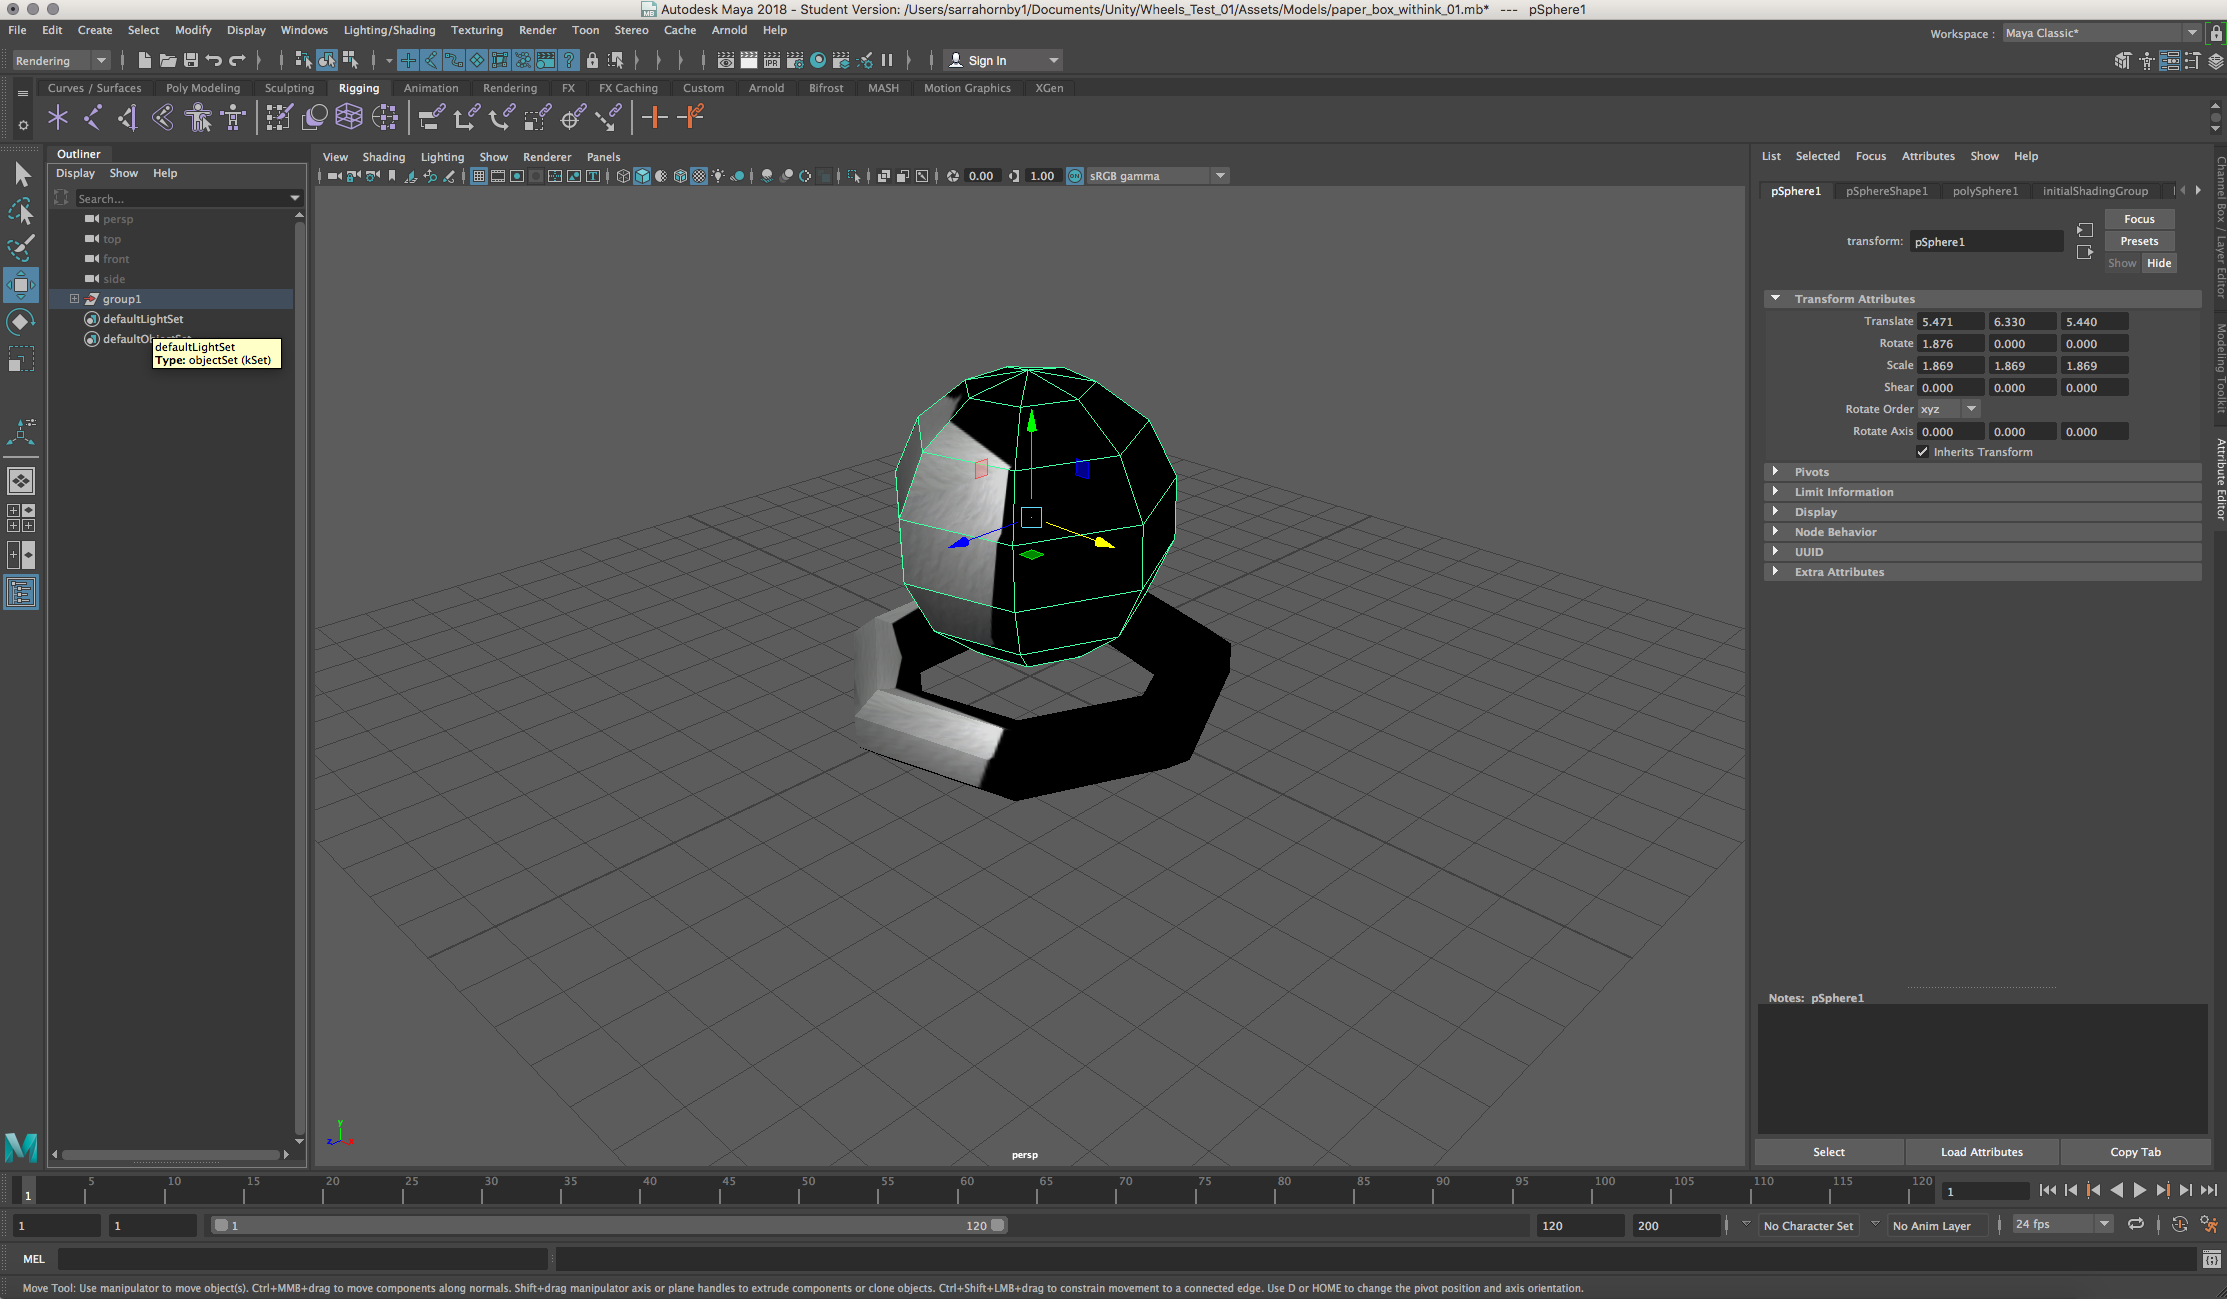 Autodesk Maya 2018 - Student Version: /Users/sarrahornby1/Documents/Unity/Wheels_Test_01/Assets/Models/paper_box_withink_01.mb*   ---   pSphere1
File Edit Create Select Modify Display Windows Lighting/Shading Texturing Render Toon Stereo Cache Arnold Help
Workspace : Maya Classic*
Rendering
IPR
Sign In
Curves / Surfaces Poly Modeling Sculpting Rigging Animation Rendering FX FX Caching Custom Arnold Bifrost MASH Motion Graphics XGen
Outliner
Display Show Help
Search...
persp
top
front
side
group1
defaultLightSet
defaultObjectSet
defaultLightSet
Type: objectSet (kSet)
View Shading Lighting Show Renderer Panels
0.00 1.00 ON sRGB gamma
y
z x
persp
List Selected Focus Attributes Show Help
pSphere1 pSphereShape1 polySphere1 initialShadingGroup
Focus
transform: pSphere1
Presets
Show Hide
Transform Attributes
Translate 5.471 6.330 5.440
Rotate 1.876 0.000 0.000
Scale 1.869 1.869 1.869
Shear 0.000 0.000 0.000
Rotate Order xyz
Rotate Axis 0.000 0.000 0.000
Inherits Transform
Pivots
Limit Information
Display
Node Behavior
UUID
Extra Attributes
Notes: pSphere1
Select Load Attributes Copy Tab
Channel Box / Layer Editor
Modeling Toolkit
Attribute Editor
1 5 10 15 20 25 30 35 40 45 50 55 60 65 70 75 80 85 90 95 100 105 110 115 120 1
1 1 1 120 120 200 No Character Set No Anim Layer 24 fps
MEL
Move Tool: Use manipulator to move object(s). Ctrl+MMB+drag to move components along normals. Shift+drag manipulator axis or plane handles to extrude components or clone objects. Ctrl+Shift+LMB+drag to constrain movement to a connected edge. Use D or HOME to change the pivot position and axis orientation.